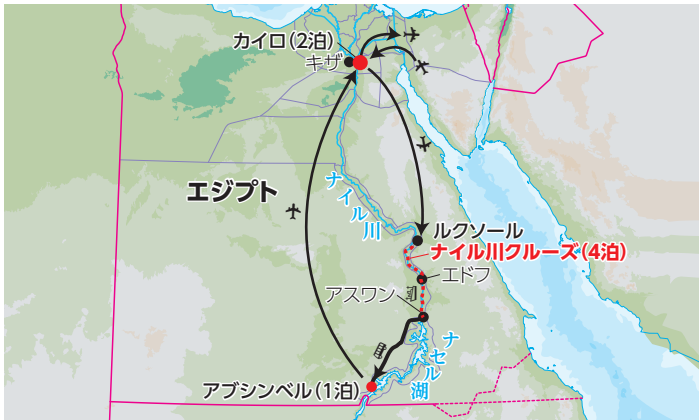 カイロ(2泊)
ギザ
エジプト
ナイル川
ルクソール
ナイル川クルーズ(4泊)
エドフ
アスワン
ナセル湖
アブシンベル(1泊)